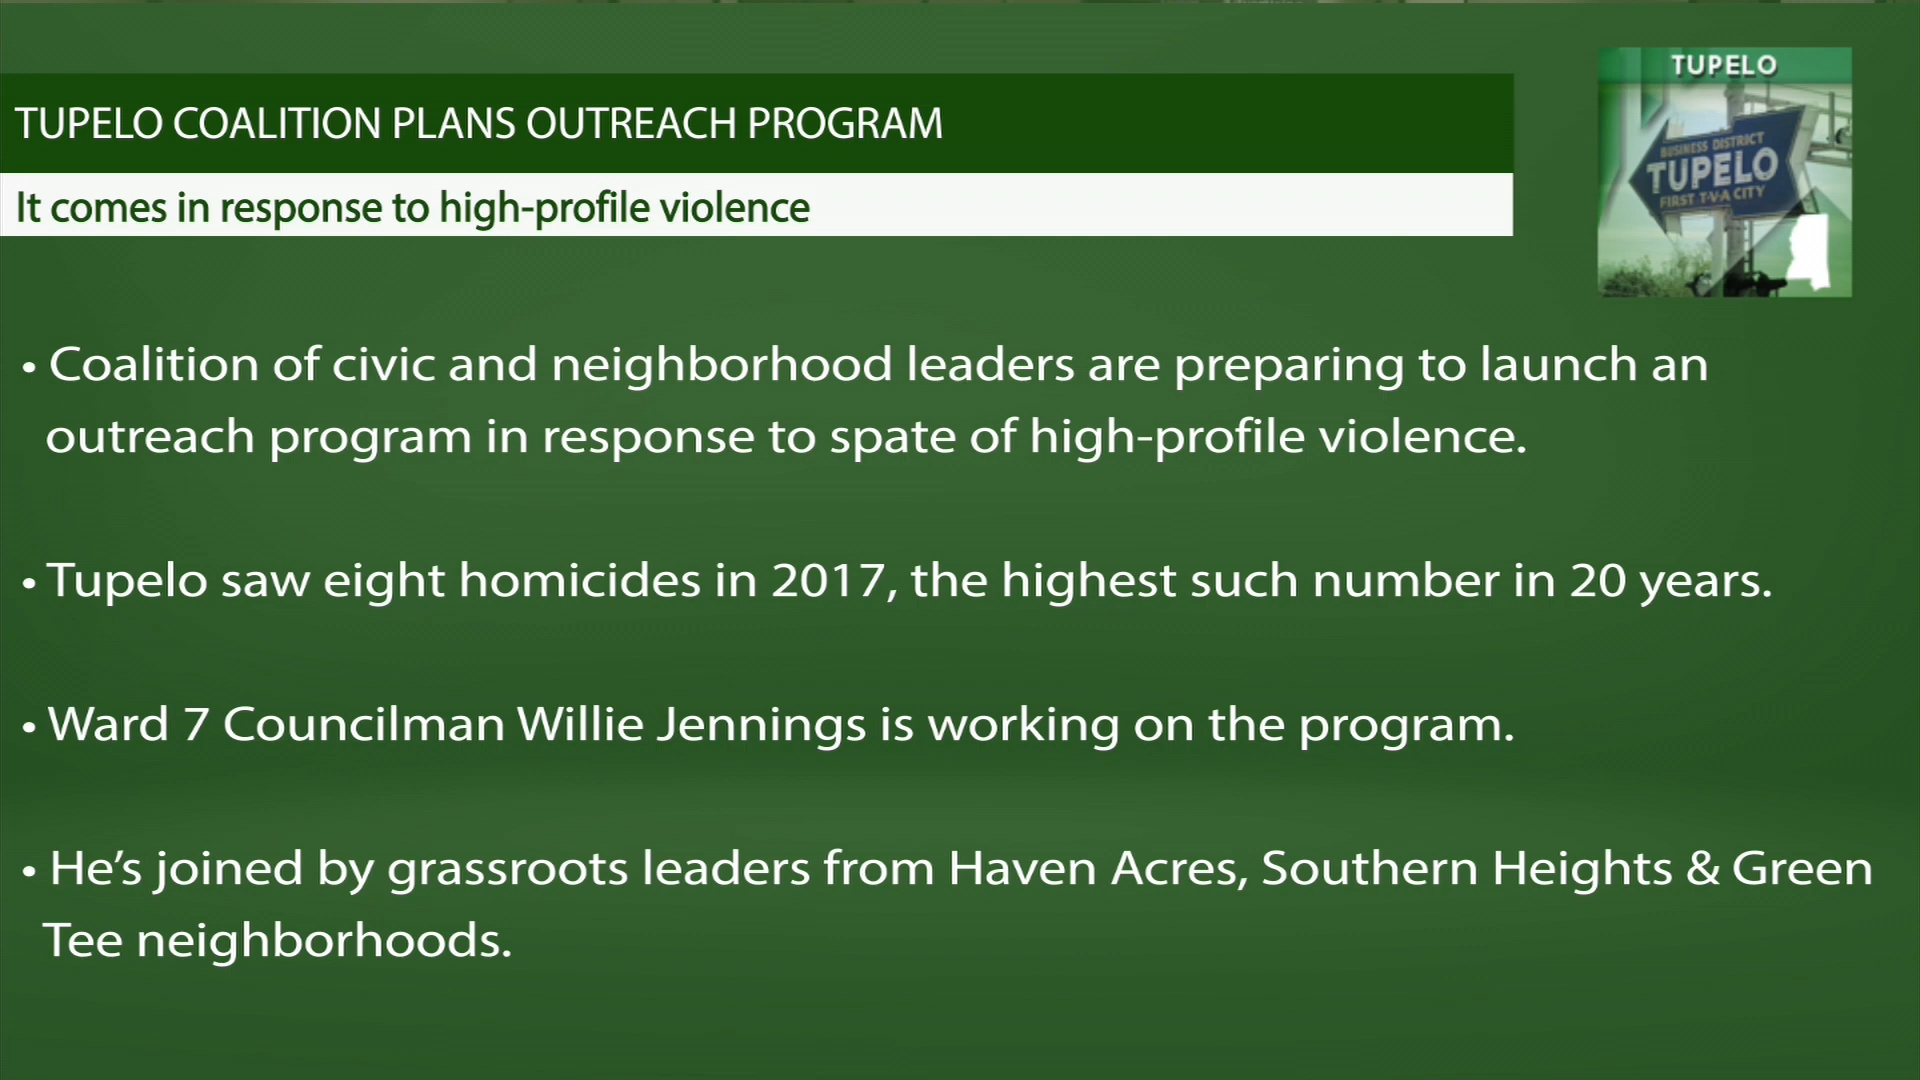 TUPELO COALITION PLANS OUTREACH PROGRAM
It comes in response to high-profile violence
TUPELO
BUSINESS DISTRICT
TUPELO
FIRST T·V·A CITY
• Coalition of civic and neighborhood leaders are preparing to launch an
outreach program in response to spate of high-profile violence.
• Tupelo saw eight homicides in 2017, the highest such number in 20 years.
• Ward 7 Councilman Willie Jennings is working on the program.
• He’s joined by grassroots leaders from Haven Acres, Southern Heights & Green
Tee neighborhoods.